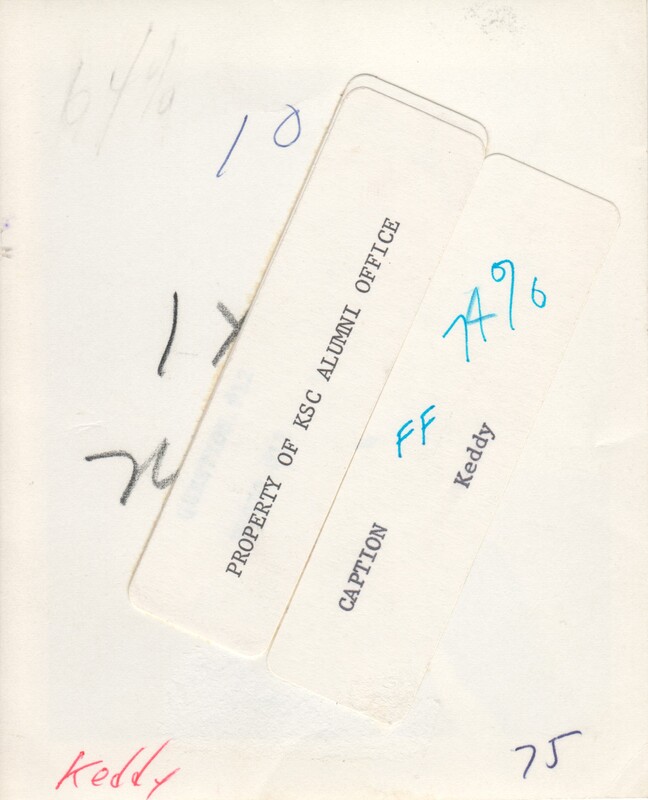 64%
10
PROPERTY OF KSC ALUMNI OFFICE
74%
FF
CAPTION Keddy
Keddy
75